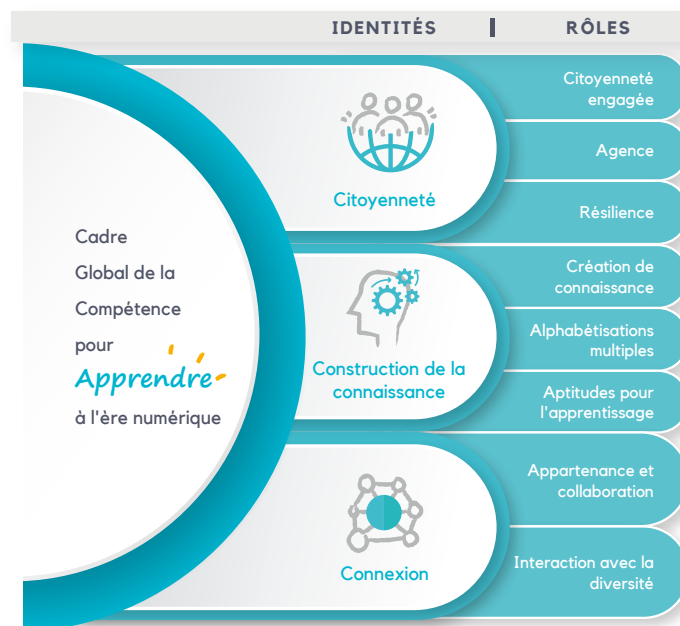 IDENTITÉS | RÔLES
Cadre
Global de la
Compétence
pour
Apprendre
à l'ère numérique
Citoyenneté
Citoyenneté
engagée
Agence
Résilience
Construction de la
connaissance
Création de
connaissance
Alphabétisations
multiples
Aptitudes pour
l'apprentissage
Connexion
Appartenance et
collaboration
Interaction avec la
diversité